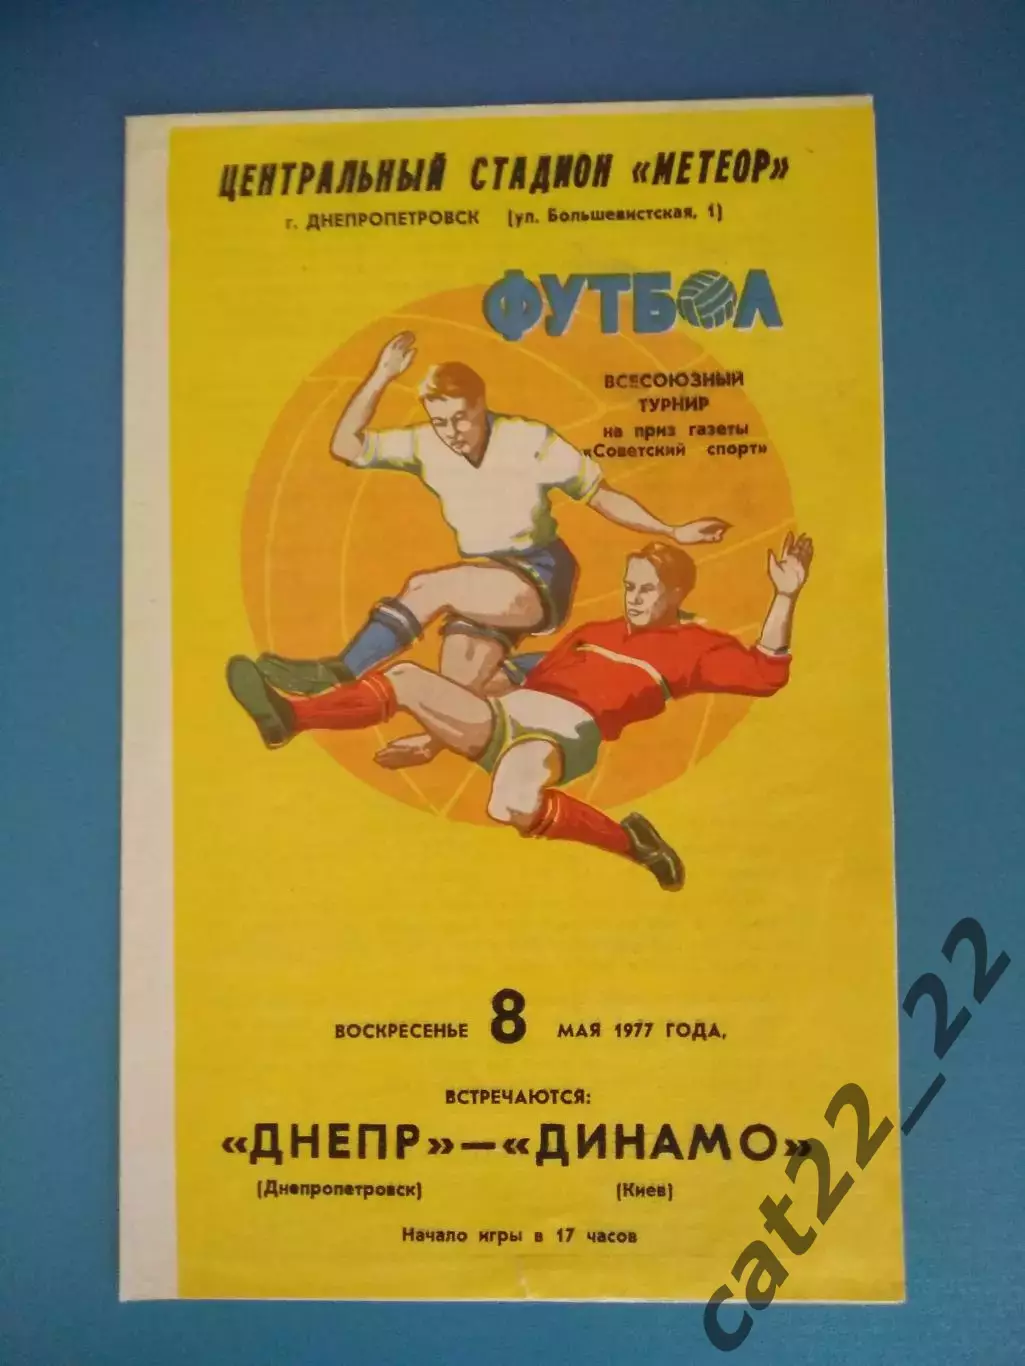 ЦЕНТРАЛЬНЫЙ СТАДИОН «МЕТЕОР»
г. ДНЕПРОПЕТРОВСК (ул. Большевистская, 1)
ФУТБОЛ
ВСЕСОЮЗНЫЙ
ТУРНИР
на приз газеты
«Советский спорт»
ВОСКРЕСЕНЬЕ 8 МАЯ 1977 ГОДА,
ВСТРЕЧАЮТСЯ:
«ДНЕПР»—«ДИНАМО»
(Днепропетровск) (Киев)
Начало игры в 17 часов
cat22_22